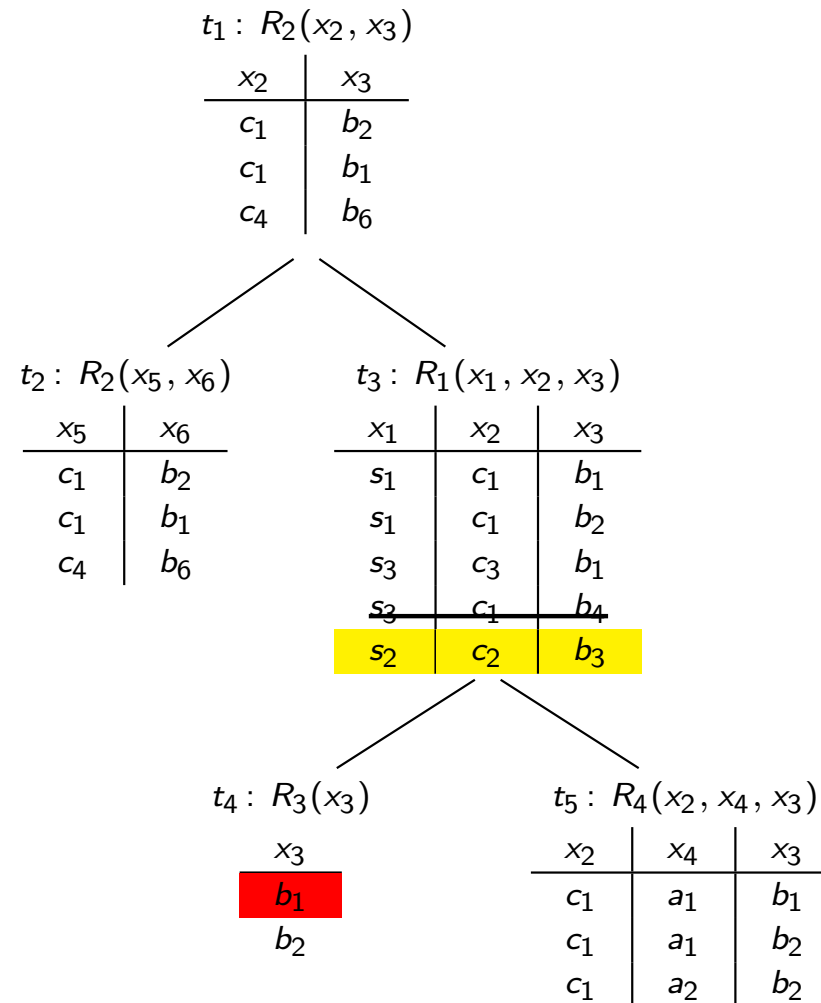 t₁ : R₂(x₂, x₃)
x₂ x₃
c₁ b₂
c₁ b₁
c₄ b₆
t₂ : R₂(x₅, x₆)
x₅ x₆
c₁ b₂
c₁ b₁
c₄ b₆
t₃ : R₁(x₁, x₂, x₃)
x₁ x₂ x₃
s₁ c₁ b₁
s₁ c₁ b₂
s₃ c₃ b₁
s₃ c₁ b₄
s₂ c₂ b₃
t₄ : R₃(x₃)
x₃
b₁
b₂
t₅ : R₄(x₂, x₄, x₃)
x₂ x₄ x₃
c₁ a₁ b₁
c₁ a₁ b₂
c₁ a₂ b₂